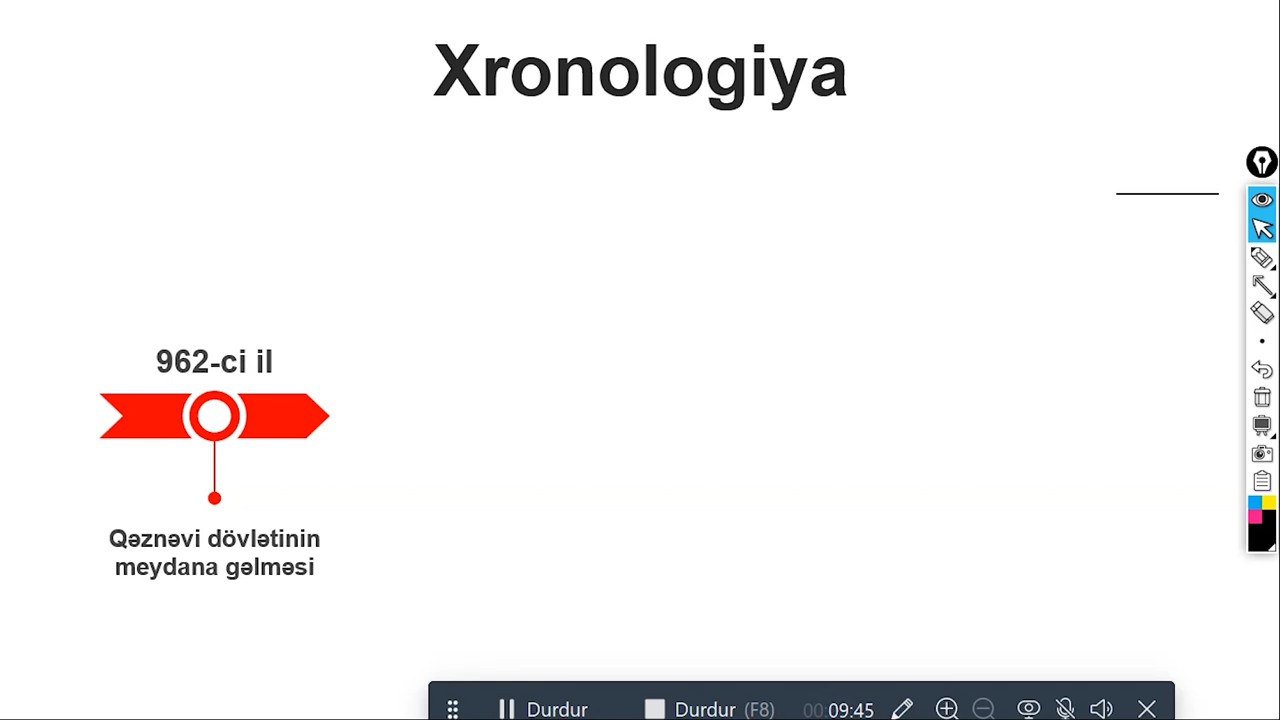 Xronologiya
962-ci il
Qəznəvi dövlətinin
meydana gəlməsi
Durdur Durdur (F8) 00:09:45